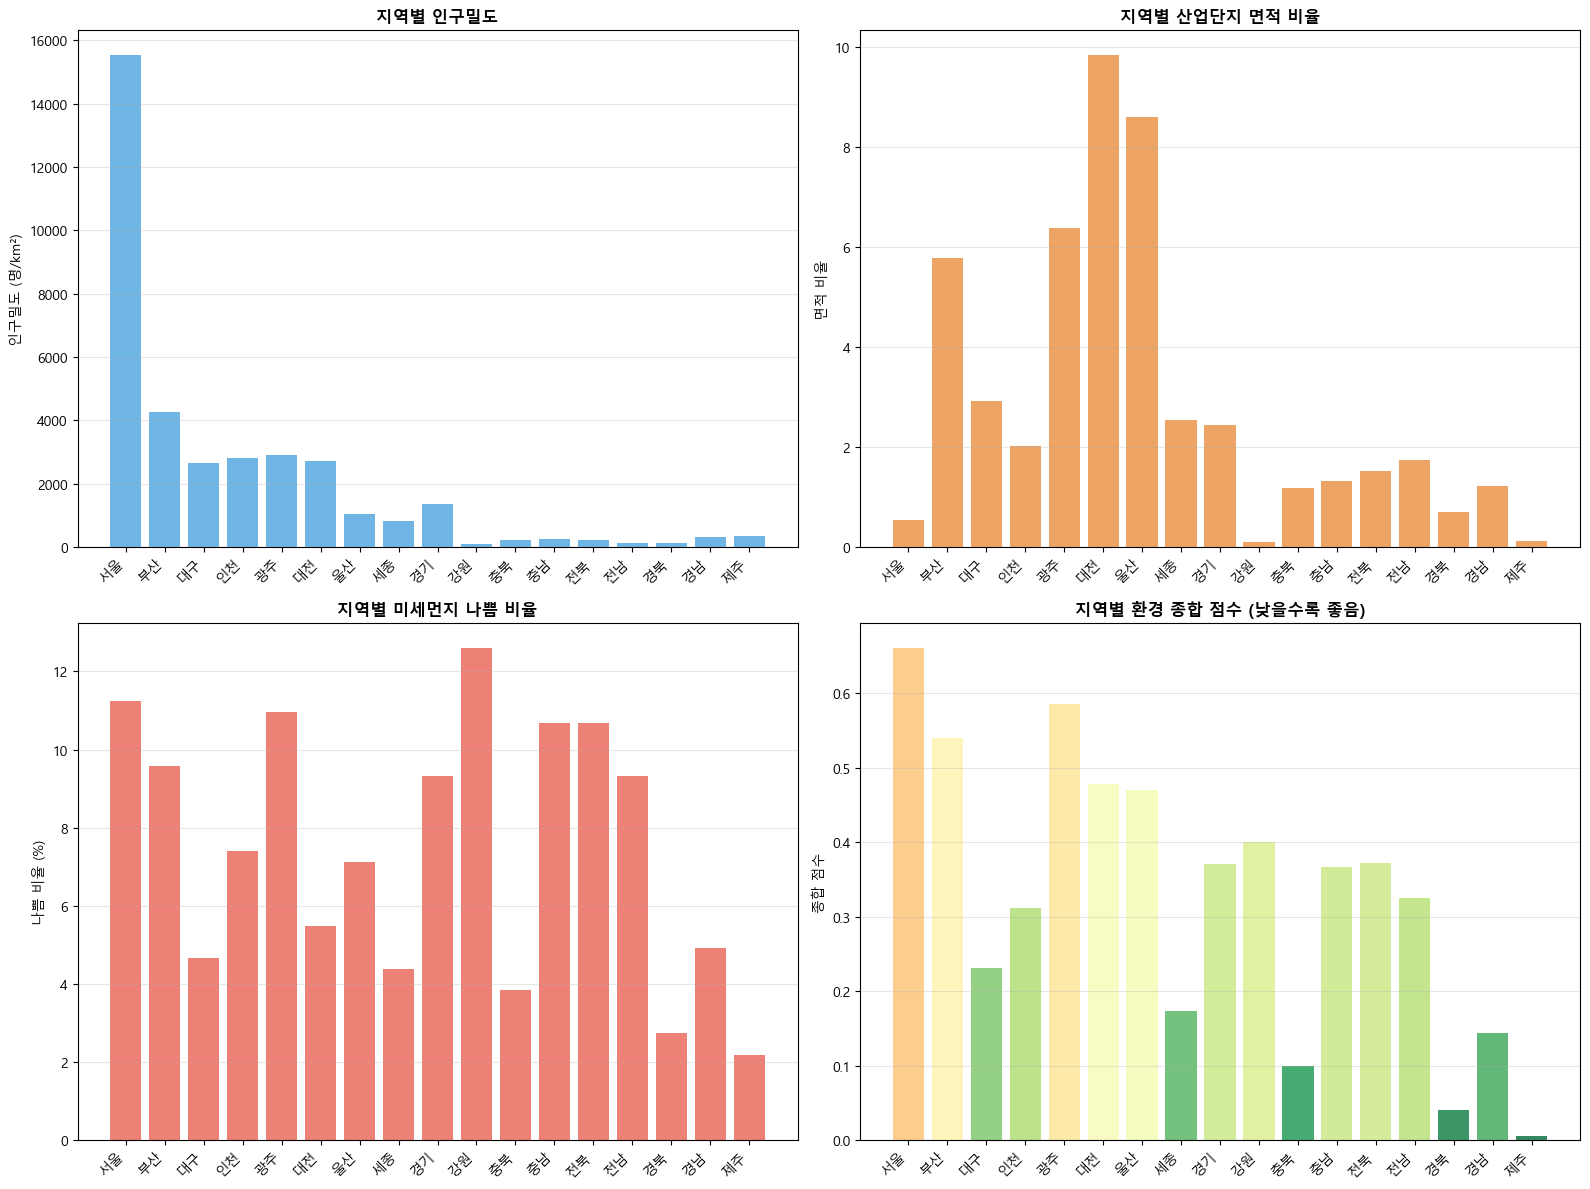 지역별 인구밀도
인구밀도 (명/km²)
16000
14000
12000
10000
8000
6000
4000
2000
0
서울 부산 대구 인천 광주 대전 울산 세종 경기 강원 충북 충남 전북 전남 경북 경남 제주
지역별 산업단지 면적 비율
면적 비율
10
8
6
4
2
0
서울 부산 대구 인천 광주 대전 울산 세종 경기 강원 충북 충남 전북 전남 경북 경남 제주
지역별 미세먼지 나쁨 비율
나쁨 비율 (%)
12
10
8
6
4
2
0
서울 부산 대구 인천 광주 대전 울산 세종 경기 강원 충북 충남 전북 전남 경북 경남 제주
지역별 환경 종합 점수 (낮을수록 좋음)
종합 점수
0.6
0.5
0.4
0.3
0.2
0.1
0.0
서울 부산 대구 인천 광주 대전 울산 세종 경기 강원 충북 충남 전북 전남 경북 경남 제주